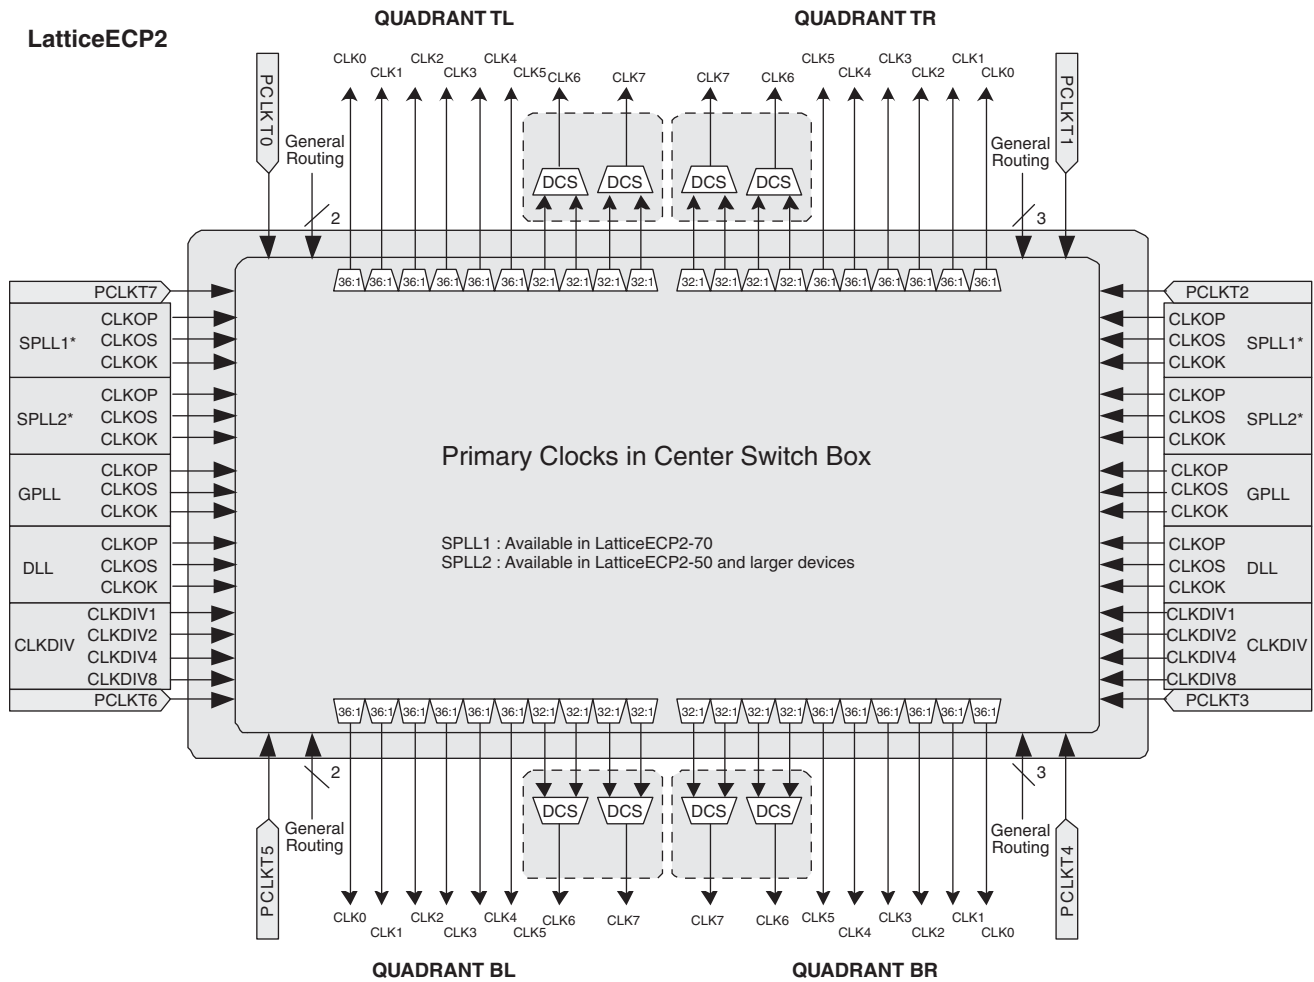 LatticeECP2
QUADRANT TL
QUADRANT TR
PCLKT0
General
Routing
2
CLK0
CLK1
CLK2
CLK3
CLK4
CLK5
CLK6
CLK7
CLK7
CLK6
CLK5
CLK4
CLK3
CLK2
CLK1
CLK0
General
Routing
3
PCLKT1
DCS
DCS
DCS
DCS
36:1
36:1
36:1
36:1
36:1
36:1
32:1
32:1
32:1
32:1
32:1
32:1
32:1
32:1
36:1
36:1
36:1
36:1
36:1
36:1
PCLKT7
SPLL1*
CLKOP
CLKOS
CLKOK
SPLL2*
CLKOP
CLKOS
CLKOK
GPLL
CLKOP
CLKOS
CLKOK
DLL
CLKOP
CLKOS
CLKOK
CLKDIV
CLKDIV1
CLKDIV2
CLKDIV4
CLKDIV8
PCLKT6
Primary Clocks in Center Switch Box
SPLL1 : Available in LatticeECP2-70
SPLL2 : Available in LatticeECP2-50 and larger devices
PCLKT2
CLKOP
CLKOS
CLKOK
SPLL1*
CLKOP
CLKOS
CLKOK
SPLL2*
CLKOP
CLKOS
CLKOK
GPLL
CLKOP
CLKOS
CLKOK
DLL
CLKDIV1
CLKDIV2
CLKDIV4
CLKDIV8
CLKDIV
PCLKT3
36:1
36:1
36:1
36:1
36:1
36:1
32:1
32:1
32:1
32:1
32:1
32:1
32:1
32:1
36:1
36:1
36:1
36:1
36:1
36:1
2
General
Routing
PCLKT5
DCS
DCS
DCS
DCS
3
General
Routing
PCLKT4
CLK0
CLK1
CLK2
CLK3
CLK4
CLK5
CLK6
CLK7
CLK7
CLK6
CLK5
CLK4
CLK3
CLK2
CLK1
CLK0
QUADRANT BL
QUADRANT BR